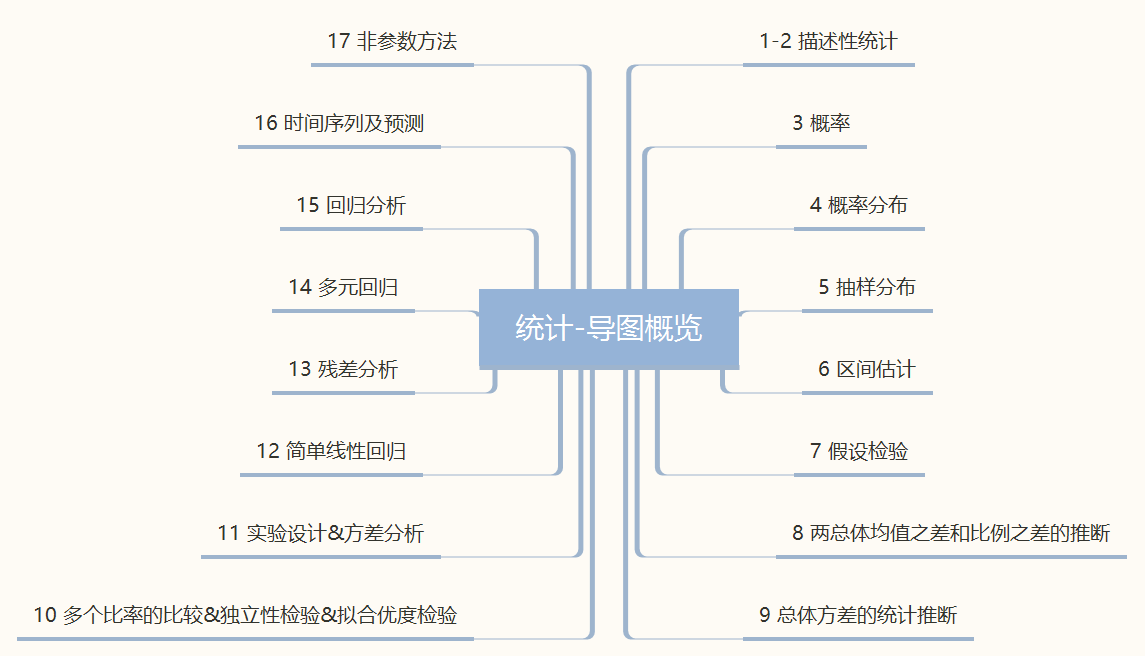 统计-导图概览
1-2 描述性统计
3 概率
4 概率分布
5 抽样分布
6 区间估计
7 假设检验
8 两总体均值之差和比例之差的推断
9 总体方差的统计推断
10 多个比率的比较&独立性检验&拟合优度检验
11 实验设计&方差分析
12 简单线性回归
13 残差分析
14 多元回归
15 回归分析
16 时间序列及预测
17 非参数方法